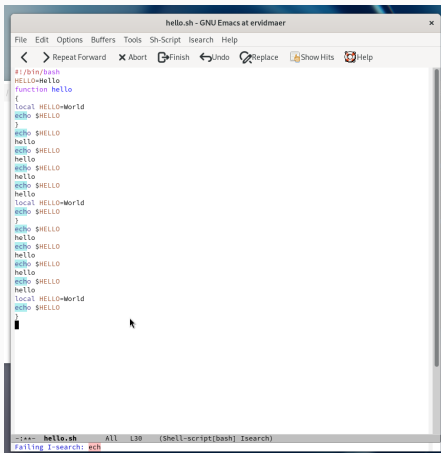 hello.sh - GNU Emacs at ervidmaer
File Edit Options Buffers Tools Sh-Script Isearch Help
Repeat Forward Abort Finish Undo Replace Show Hits Help
#!/bin/bash
HELLO=Hello
function hello
{
local HELLO=World
echo $HELLO
}
echo $HELLO
hello
echo $HELLO
hello
echo $HELLO
hello
echo $HELLO
hello
local HELLO=World
echo $HELLO
}
echo $HELLO
hello
echo $HELLO
hello
echo $HELLO
hello
echo $HELLO
hello
local HELLO=World
echo $HELLO
}
-:**- hello.sh All L30 (Shell-script[bash] Isearch)
Failing I-search: ech